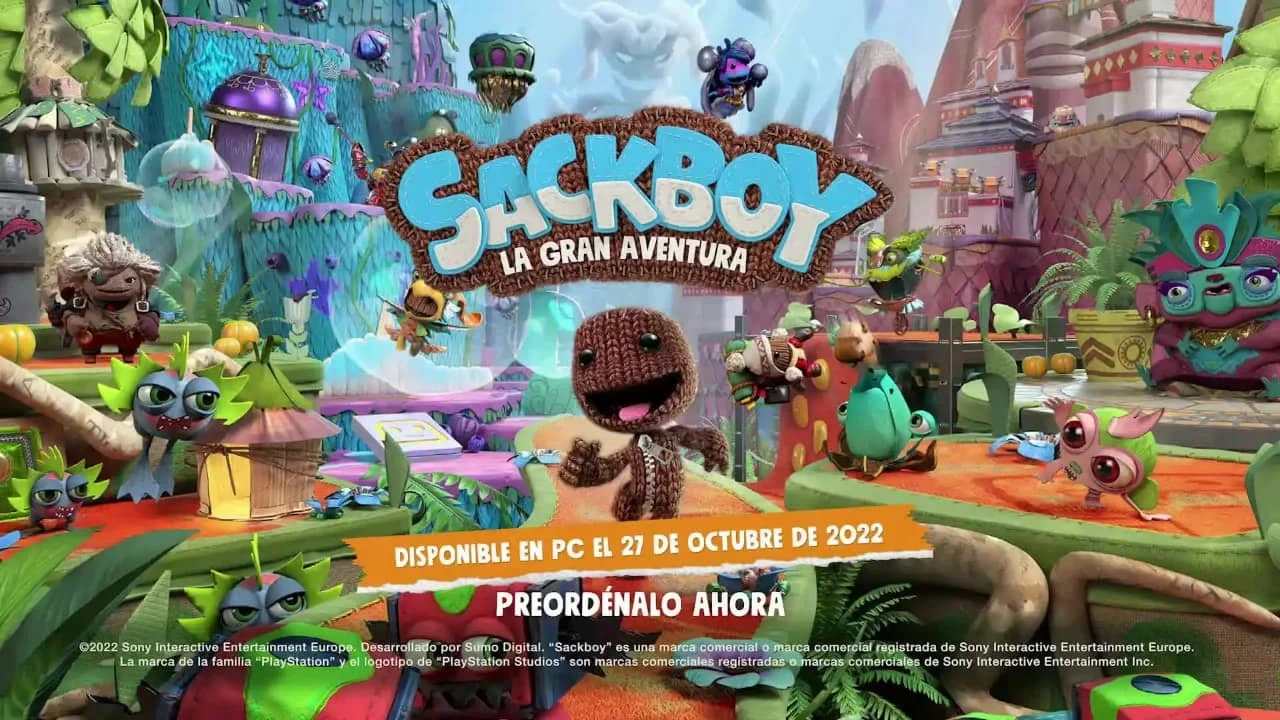 SACKBOY
LA GRAN AVENTURA
DISPONIBLE EN PC EL 27 DE OCTUBRE DE 2022
PREORDÉNALO AHORA
©2022 Sony Interactive Entertainment Europe. Desarrollado por Sumo Digital. “Sackboy” es una marca comercial o marca comercial registrada de Sony Interactive Entertainment Europe.
La marca de la familia “PlayStation” y el logotipo de “PlayStation Studios” son marcas comerciales registradas o marcas comerciales de Sony Interactive Entertainment Inc.